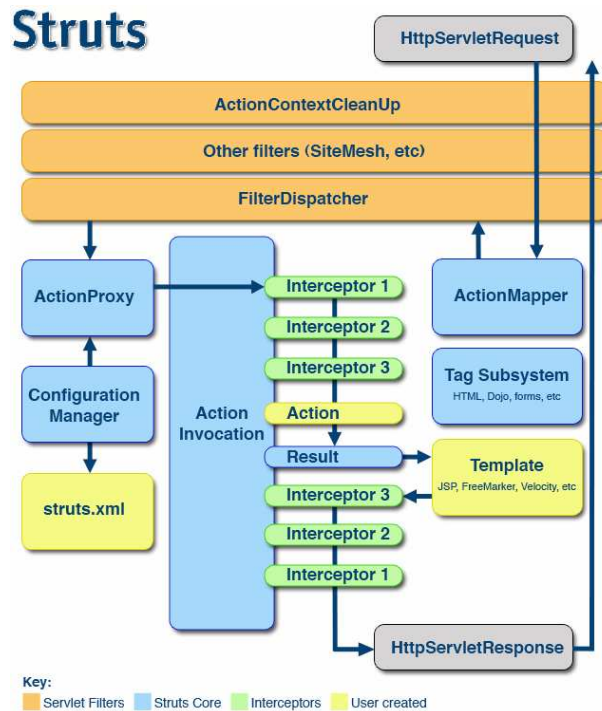 Struts
HttpServletRequest
ActionContextCleanUp
Other filters (SiteMesh, etc)
FilterDispatcher
ActionProxy
Interceptor 1
ActionMapper
Interceptor 2
Interceptor 3
Tag Subsystem
HTML, Dojo, forms, etc
Configuration
Manager
Action
Invocation
Action
Result
Template
JSP, FreeMarker, Velocity, etc
struts.xml
Interceptor 3
Interceptor 2
Interceptor 1
HttpServletResponse
Key:
Servlet Filters
Struts Core
Interceptors
User created